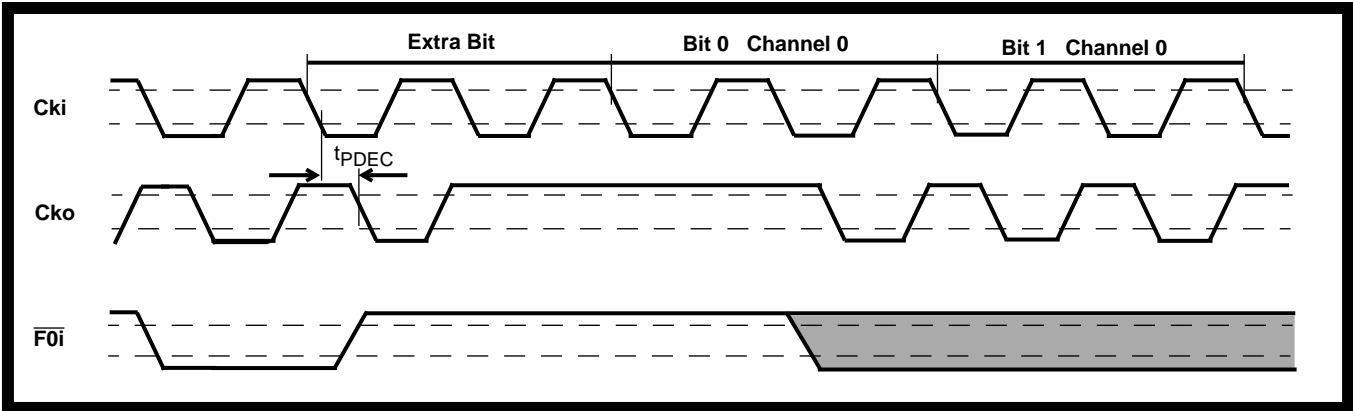 Extra Bit
Bit 0 Channel 0
Bit 1 Channel 0
Cki
tPDEC
Cko
F0i